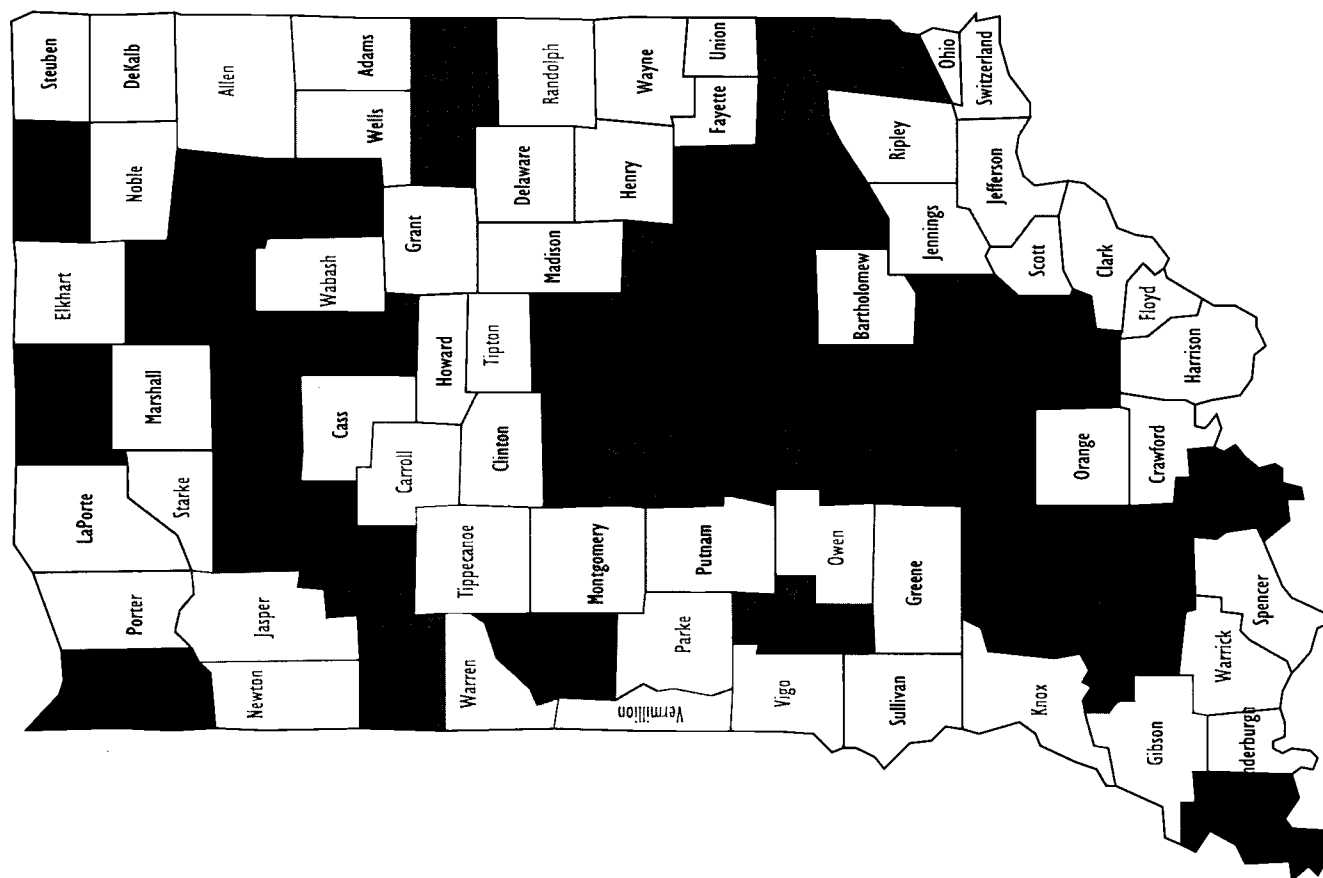 Steuben
DeKalb
Allen
Adams
Wells
Noble
Elkhart
Wabash
Grant
Randolph
Wayne
Union
Fayette
Delaware
Henry
Madison
Ohio
Switzerland
Ripley
Jefferson
Jennings
Scott
Clark
Floyd
Harrison
Bartholomew
Marshall
LaPorte
Starke
Cass
Carroll
Howard
Tipton
Clinton
Orange
Crawford
Porter
Jasper
Newton
Tippecanoe
Montgomery
Putnam
Owen
Greene
Warren
Parke
Vermillion
Vigo
Sullivan
Knox
Gibson
Warrick
Spencer
nderburgh